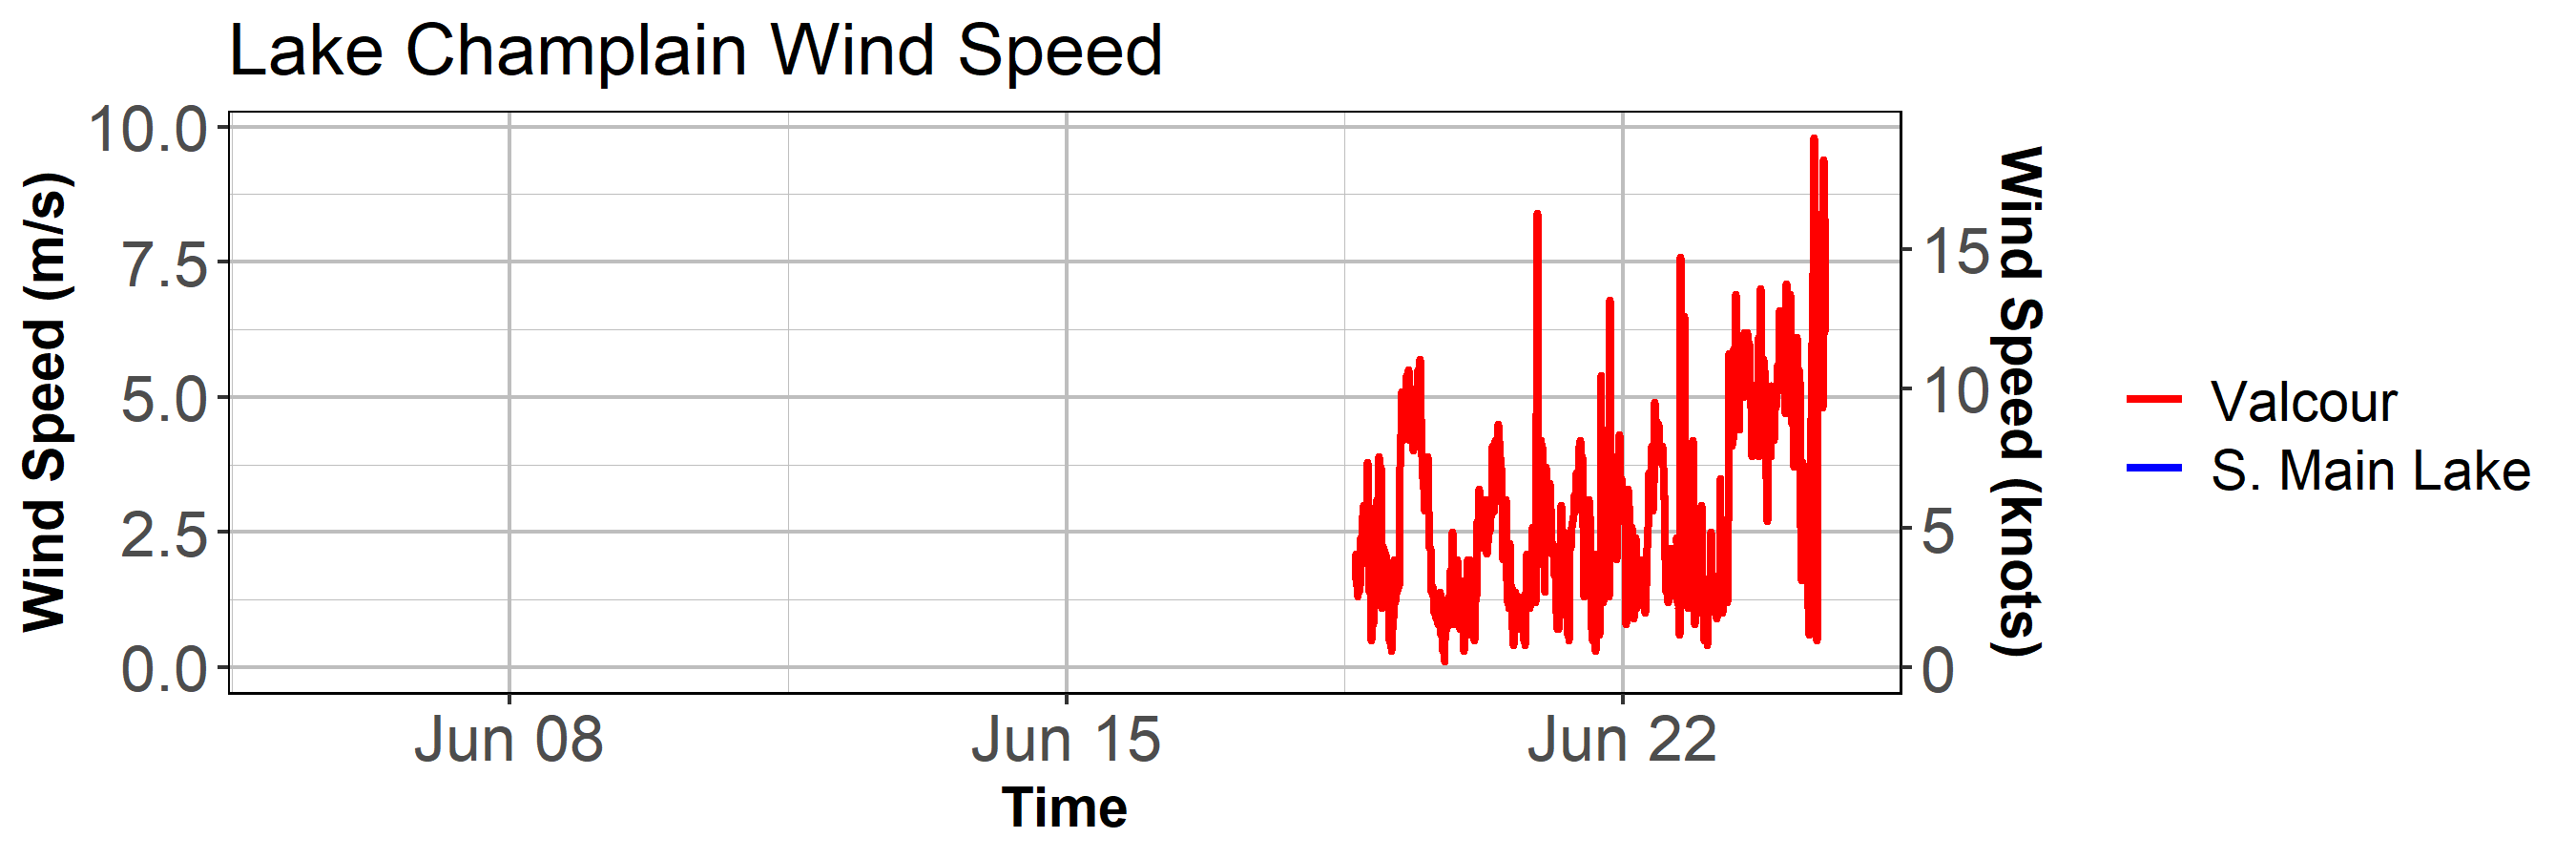 Lake Champlain Wind Speed
Wind Speed (m/s)
10.0
7.5
5.0
2.5
0.0
Wind Speed (knots)
15
10
5
0
Jun 08
Jun 15
Jun 22
Time
Valcour
S. Main Lake